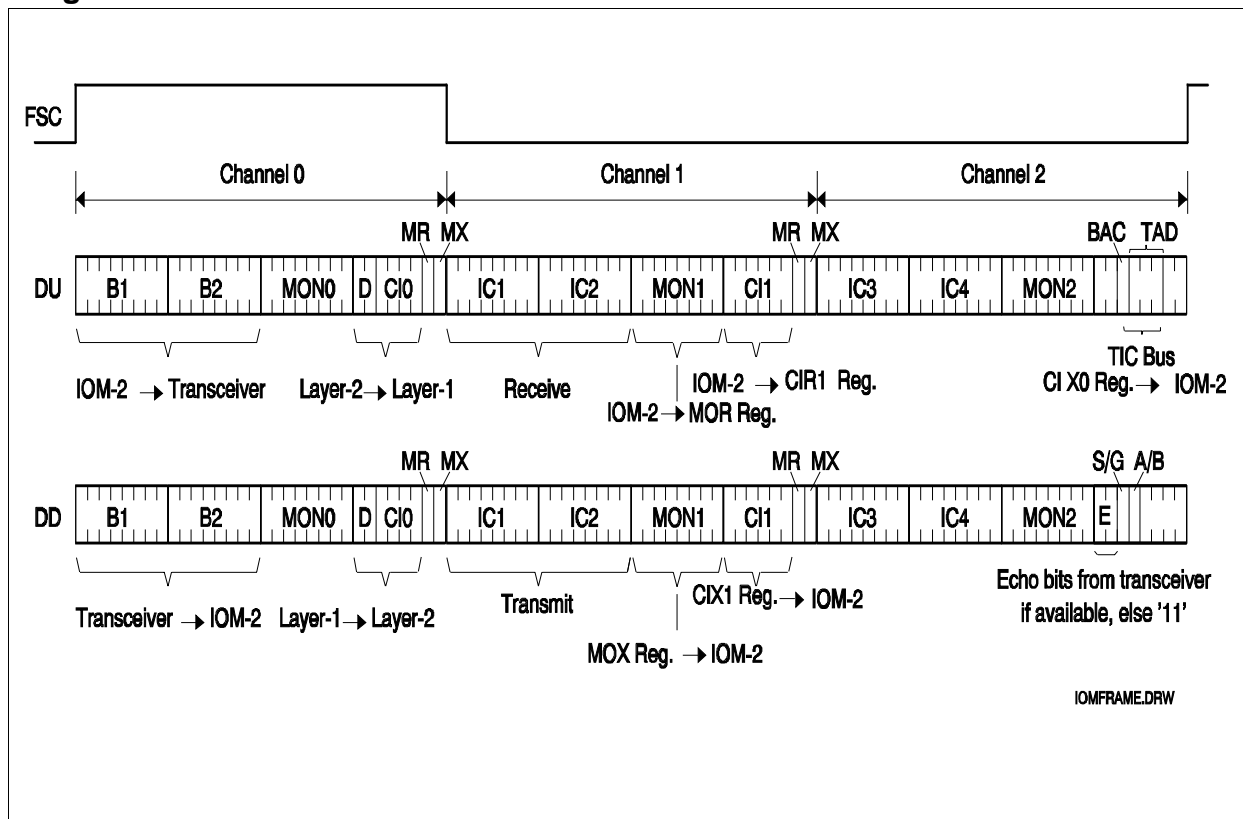 FSC
Channel 0 Channel 1 Channel 2
MR MX MR MX BAC TAD
DU B1 B2 MON0 D CI0 IC1 IC2 MON1 CI1 IC3 IC4 MON2
IOM-2 → Transceiver Layer-2 → Layer-1 Receive
IOM-2 → CIR1 Reg.
IOM-2 → MOR Reg.
TIC Bus
CI X0 Reg. → IOM-2
MR MX MR MX S/G A/B
DD B1 B2 MON0 D CI0 IC1 IC2 MON1 CI1 IC3 IC4 MON2 E
Transceiver → IOM-2 Layer-1 → Layer-2 Transmit
CIX1 Reg. → IOM-2
MOX Reg. → IOM-2
Echo bits from transceiver
if available, else '11'
IOMFRAME.DRW